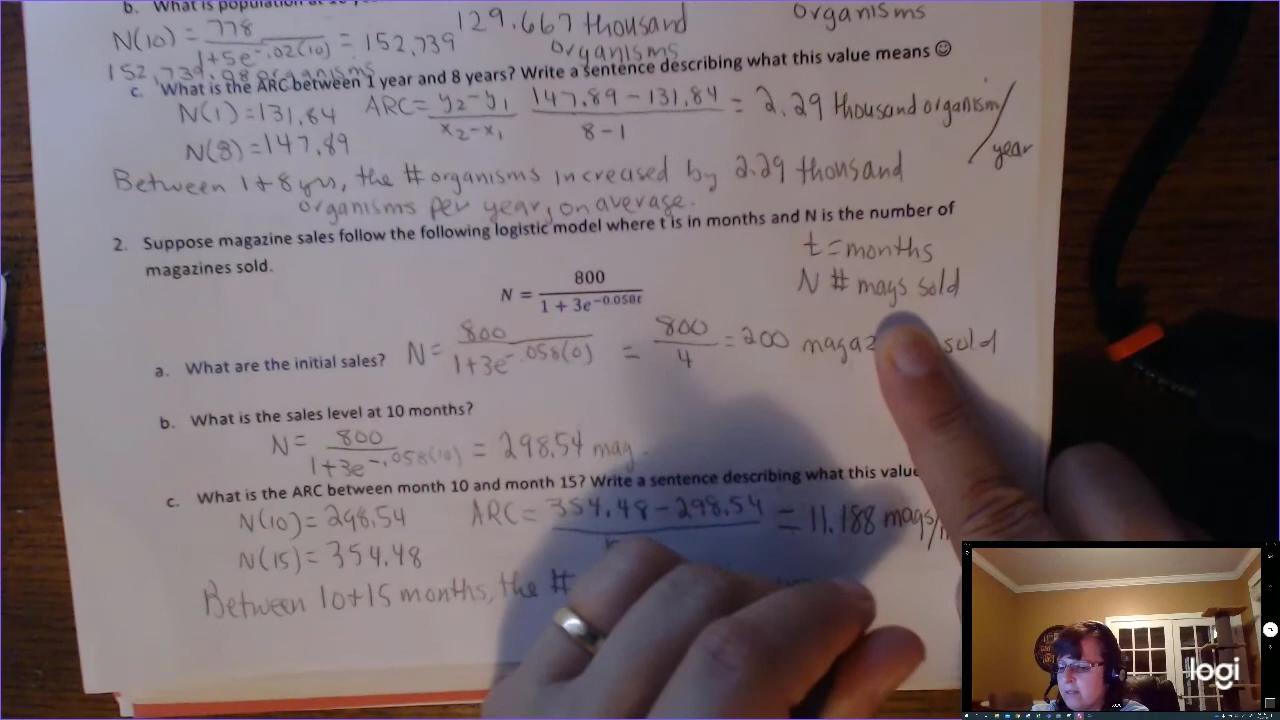 b. What is population at 10
N(10) = 778 / 1+5e^-.02(10) = 152.739
129.667 thousand organisms
organisms
152,739.08 organisms
c. What is the ARC between 1 year and 8 years? Write a sentence describing what this value means ☺
N(1)=131.84 ARC= y2-y1 / x2-x1 147.89-131.84 / 8-1 = 2.29 thousand organism/year
N(8)=147.89
Between 1+8 yrs, the # organisms increased by 2.29 thousand
organisms per year, on average.
2. Suppose magazine sales follow the following logistic model where t is in months and N is the number of
magazines sold.
t=months
N # mags sold
N = 800 / 1 + 3e^-0.058t
a. What are the initial sales? N= 800 / 1+3e^-.058(0) = 800 / 4 = 200 sold
b. What is the sales level at 10 months?
N= 800 / 1+3e^-.058(10) = 298.54 mag.
c. What is the ARC between month 10 and month 15? Write a sentence describing what this value
N(10)=298.54 ARC= 354.48-298.54 = 11.188 mags/
N(15)=354.48
Between 10+15 months, the #
logi